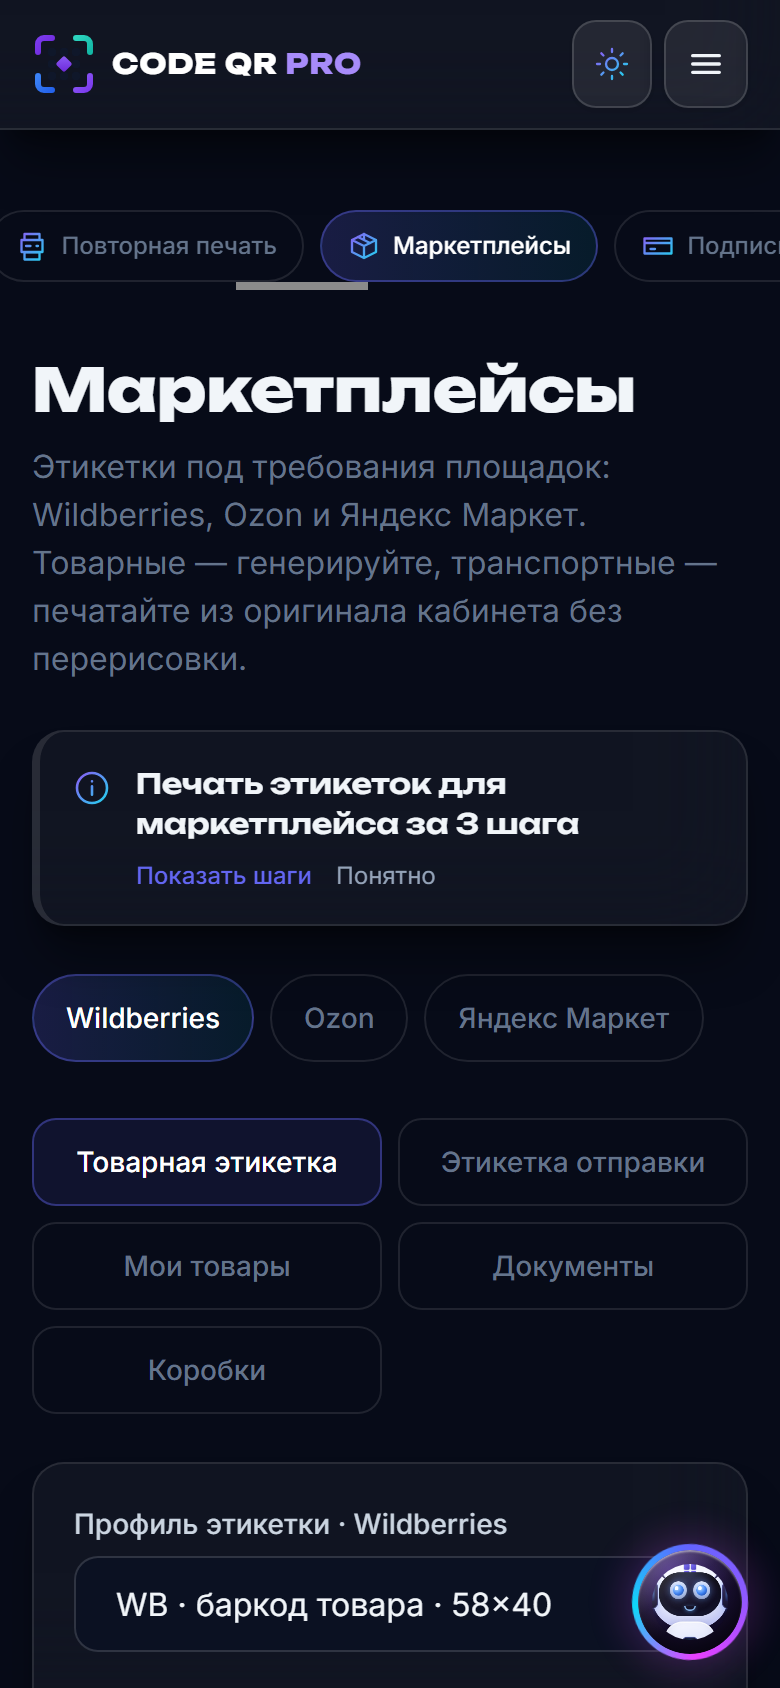 CODE QR PRO
Повторная печать
Маркетплейсы
Маркетплейсы
Этикетки под требования площадок:
Wildberries, Ozon и Яндекс Маркет.
Товарные — генерируйте, транспортные —
печатайте из оригинала кабинета без
перерисовки.
Печать этикеток для
маркетплейса за 3 шага
Показать шаги Понятно
Wildberries Ozon Яндекс Маркет
Товарная этикетка Этикетка отправки
Мои товары Документы
Коробки
Профиль этикетки · Wildberries
WB · баркод товара · 58×40